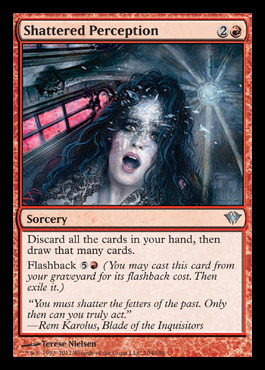 Shattered Perception 2
Sorcery
Discard all the cards in your hand, then
draw that many cards.
Flashback 5 (You may cast this card from
your graveyard for its flashback cost. Then
exile it.)
“You must shatter the fetters of the past. Only
then can you truly act.”
—Rem Karolus, Blade of the Inquisitors
Terese Nielsen